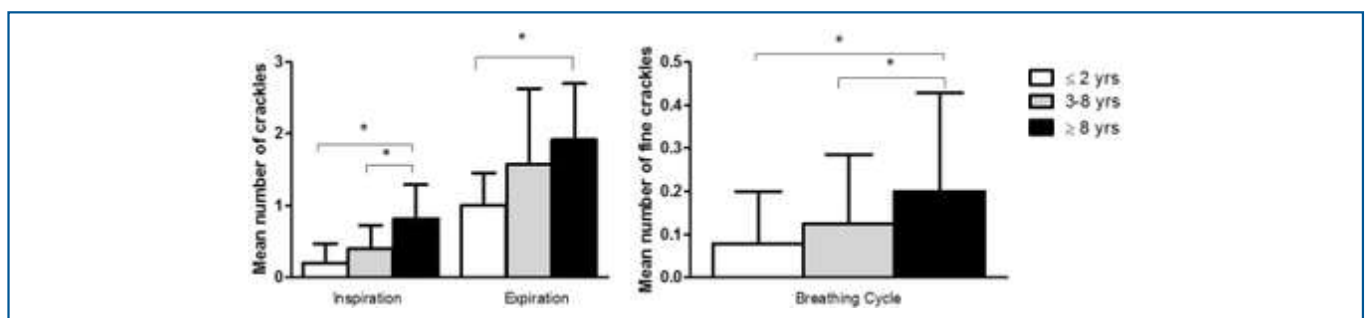 Mean number of crackles
3
2
1
0
*
*
*
Inspiration
Expiration
Mean number of fine crackles
0.5
0.4
0.3
0.2
0.1
0.0
*
*
Breathing Cycle
≤ 2 yrs
3-8 yrs
≥ 8 yrs